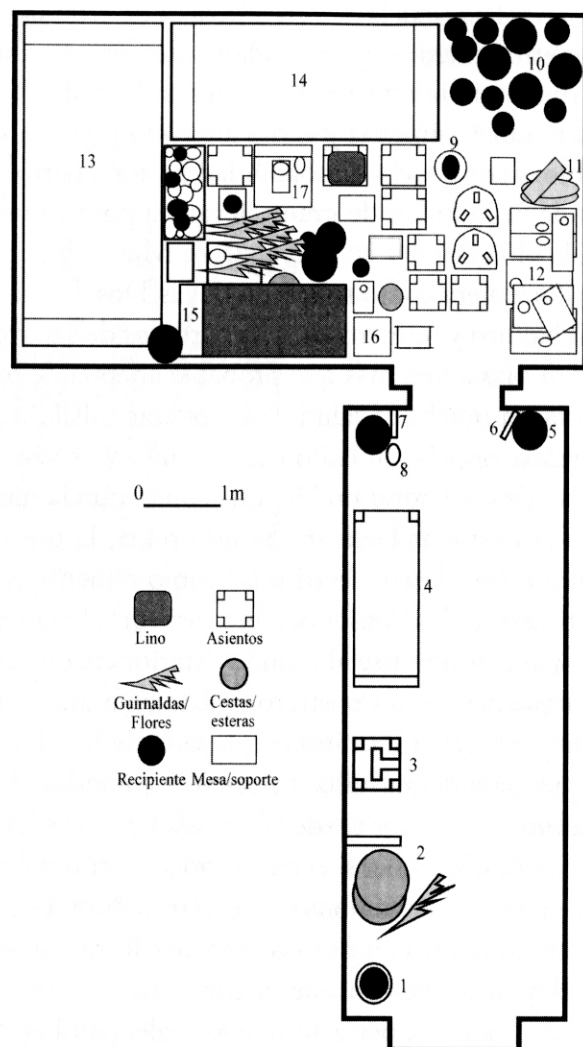 14
10
9
13
11
17
12
15
16
7
6
5
8
0
1m
4
Lino
Asientos
3
Guirnaldas/
Flores
Cestas/
esteras
Recipiente
Mesa/soporte
2
1